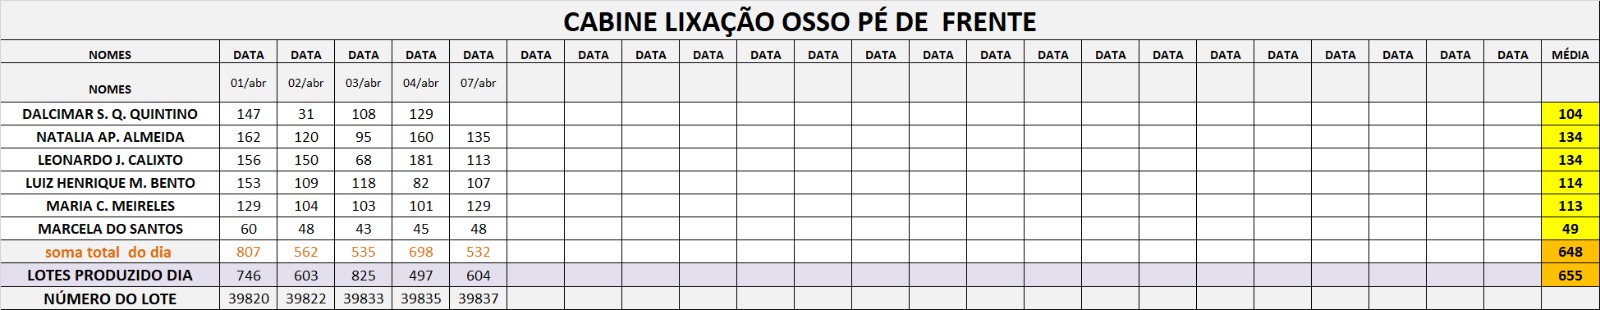 CABINE LIXAÇÃO OSSO PÉ DE  FRENTE
NOMES DATA DATA DATA DATA DATA DATA DATA DATA DATA DATA DATA DATA DATA DATA DATA DATA DATA DATA DATA DATA DATA DATA DATA MÉDIA
NOMES 01/abr 02/abr 03/abr 04/abr 07/abr
DALCIMAR S. Q. QUINTINO 147 31 108 129 104
NATALIA AP. ALMEIDA 162 120 95 160 135 134
LEONARDO J. CALIXTO 156 150 68 181 113 134
LUIZ HENRIQUE M. BENTO 153 109 118 82 107 114
MARIA C. MEIRELES 129 104 103 101 129 113
MARCELA DO SANTOS 60 48 43 45 48 49
soma total  do dia 807 562 535 698 532 648
LOTES PRODUZIDO DIA 746 603 825 497 604 655
NÚMERO DO LOTE 39820 39822 39833 39835 39837